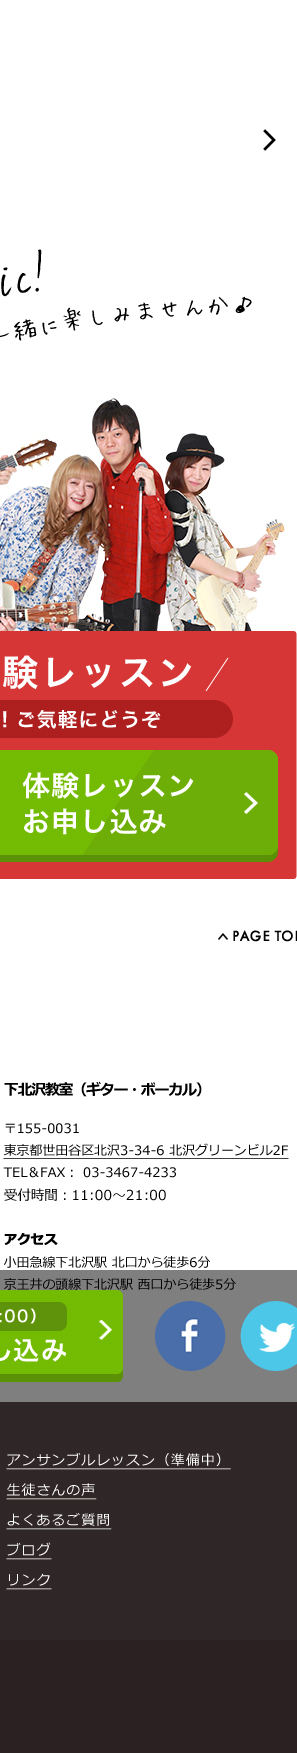 ic!
緒に楽しみませんか♪
験レッスン
！ご気軽にどうぞ
体験レッスン
お申し込み
PAGE TO
下北沢教室（ギター・ボーカル）
〒155-0031
東京都世田谷区北沢3-34-6 北沢グリーンビル2F
TEL&FAX： 03-3467-4233
受付時間：11:00〜21:00
アクセス
小田急線下北沢駅 北口から徒歩6分
京王井の頭線下北沢駅 西口から徒歩5分
:00）
し込み
アンサンブルレッスン（準備中）
生徒さんの声
よくあるご質問
ブログ
リンク